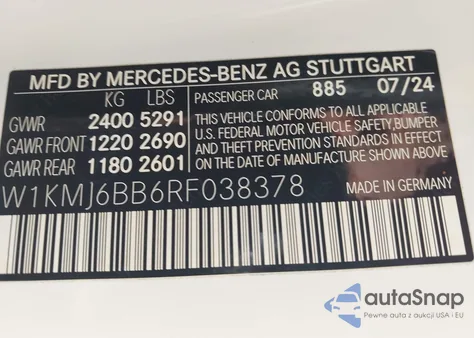 MFD BY MERCEDES-BENZ AG STUTTGART
KG LBS PASSENGER CAR 885 07/24
GVWR 2400 5291 THIS VEHICLE CONFORMS TO ALL APPLICABLE
GAWR FRONT 1220 2690 U.S. FEDERAL MOTOR VEHICLE SAFETY, BUMPER
GAWR REAR 1180 2601 AND THEFT PREVENTION STANDARDS IN EFFECT
ON THE DATE OF MANUFACTURE SHOWN ABOVE.
W1KMJ6BB6RF038378 MADE IN GERMANY
autaSnap
Pewne auta z aukcji USA i EU